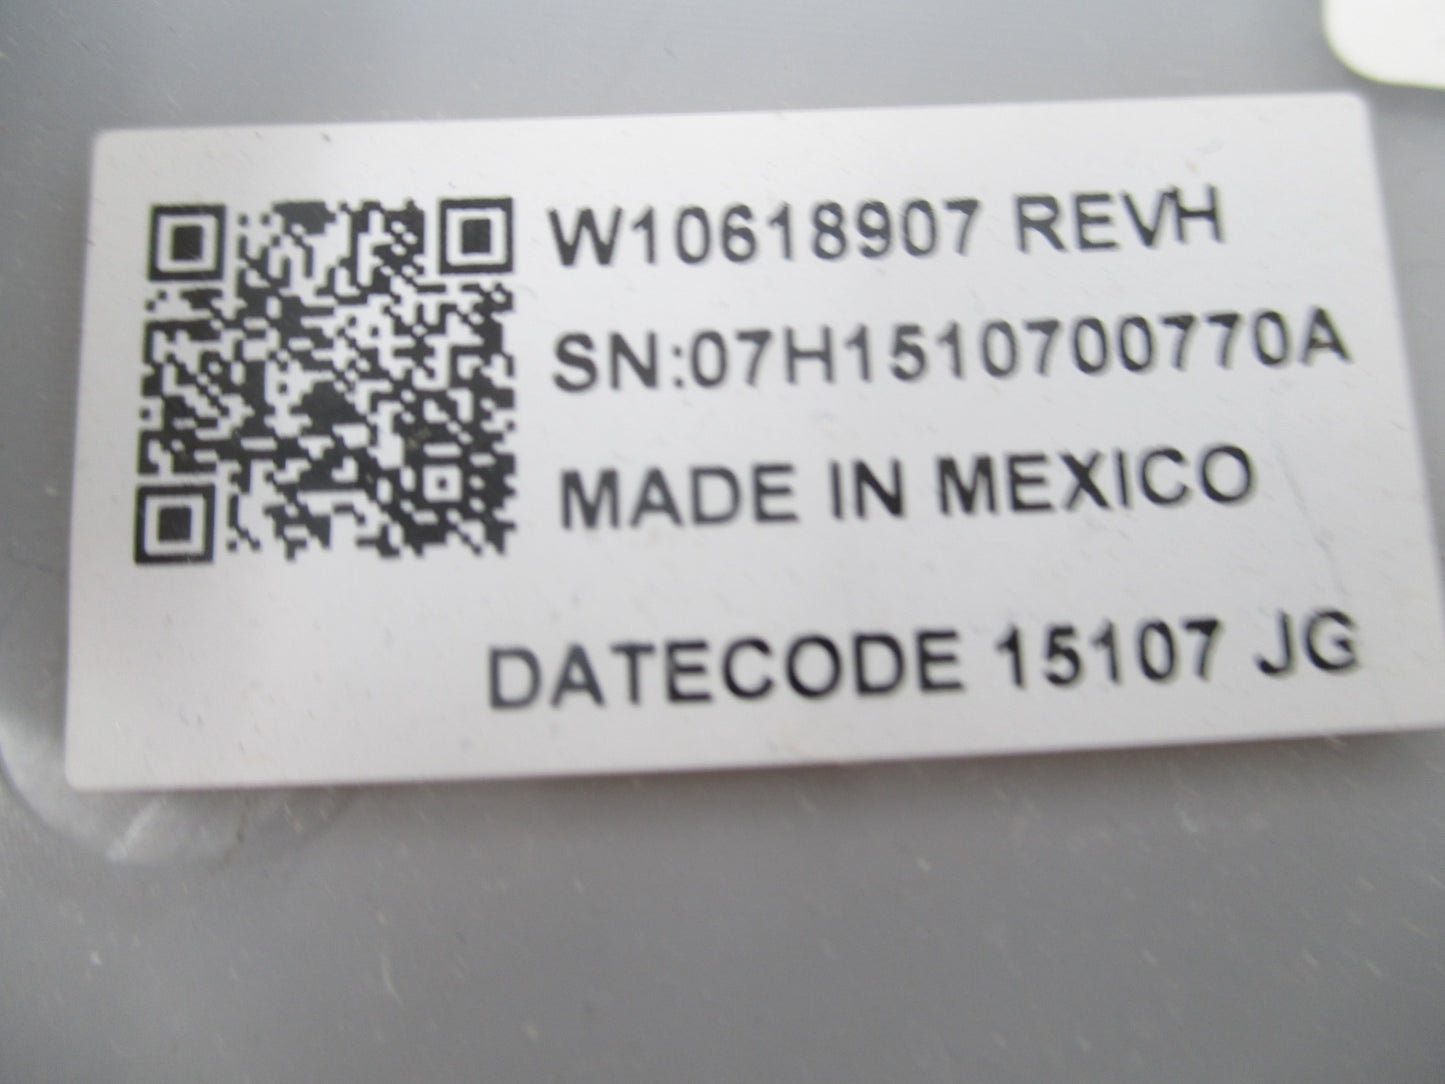 W10618907 REVH
SN:07H1510700770A
MADE IN MEXICO
DATECODE 15107 JG